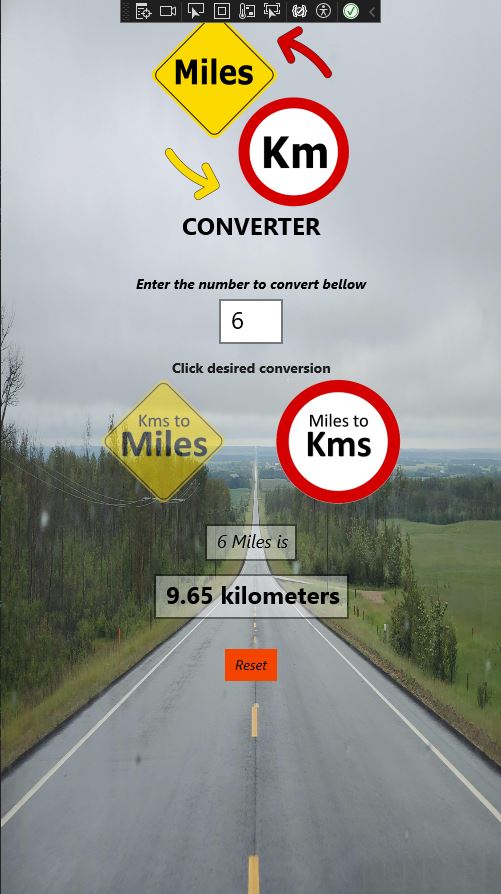 Miles
Km
CONVERTER
Enter the number to convert bellow
6
Click desired conversion
Kms to
Miles
Miles to
Kms
6 Miles is
9.65 kilometers
Reset